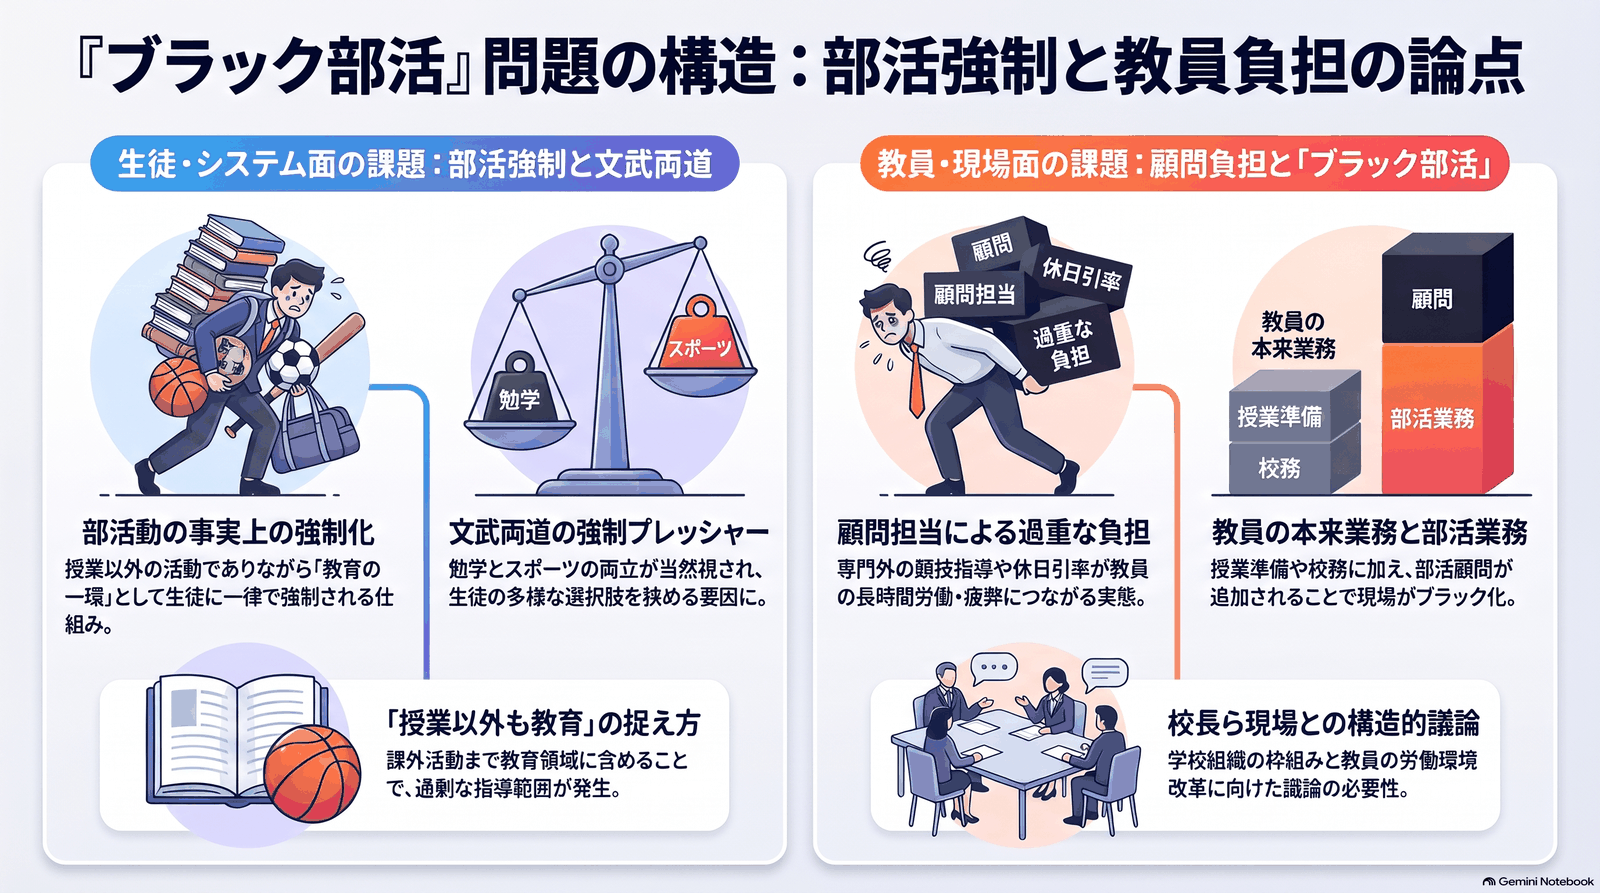 『ブラック部活』問題の構造：部活強制と教員負担の論点
生徒・システム面の課題：部活強制と文武両道
勉学
スポーツ
部活動の事実上の強制化
授業以外の活動でありながら「教育の
一環」として生徒に一律で強制される仕
組み。
文武両道の強制プレッシャー
勉学とスポーツの両立が当然視され、
生徒の多様な選択肢を狭める要因に。
「授業以外も教育」の捉え方
課外活動まで教育領域に含めること
で、過剰な指導範囲が発生。
教員・現場面の課題：顧問負担と「ブラック部活」
顧問
休日引率
顧問担当
過重な
負担
教員の
本来業務
授業準備
校務
顧問
部活業務
顧問担当による過重な負担
専門外の競技指導や休日引率が教員
の長時間労働・疲弊につながる実態。
教員の本来業務と部活業務
授業準備や校務に加え、部活顧問が
追加されることで現場がブラック化。
校長ら現場との構造的議論
学校組織の枠組みと教員の労働環境
改革に向けた識論の必要性。
Gemini Notebook